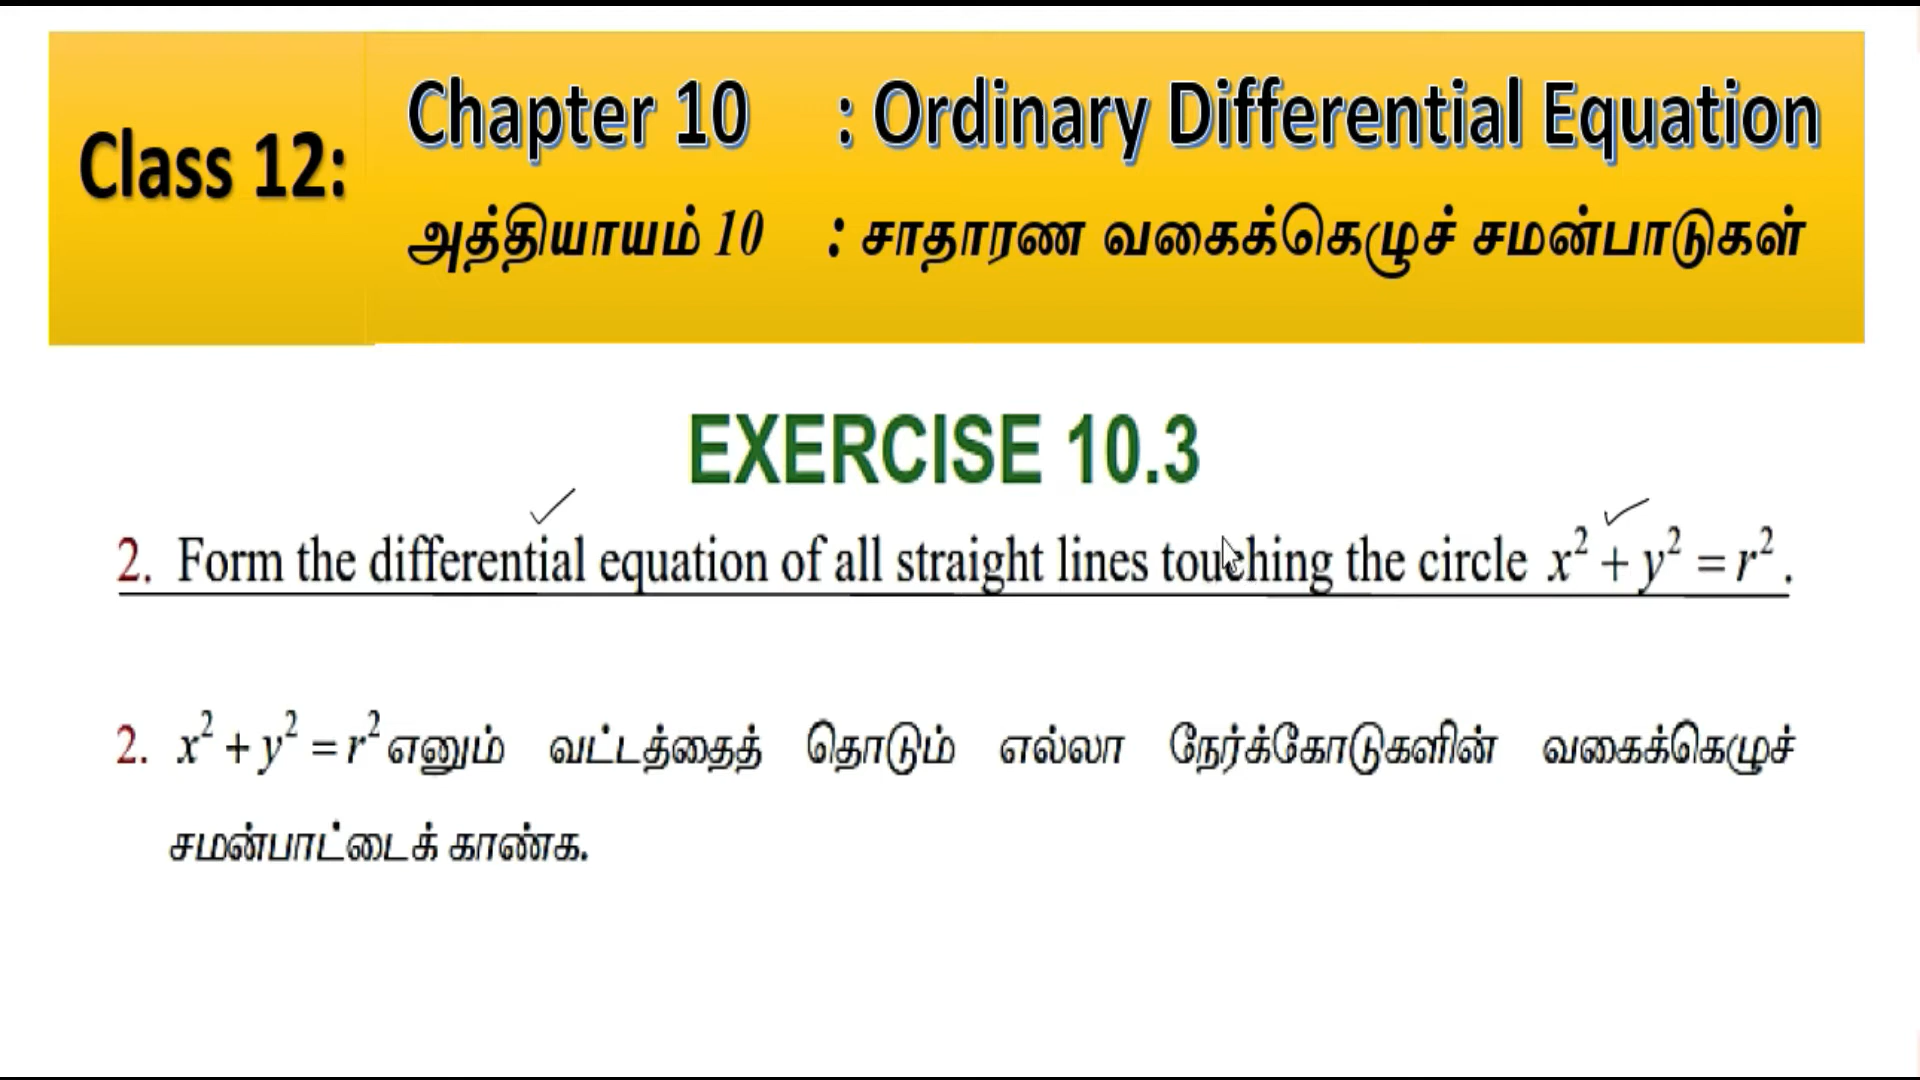 Class 12:
Chapter 10 : Ordinary Differential Equation
அத்தியாயம் 10 : சாதாரண வகைக்கெழுச் சமன்பாடுகள்
EXERCISE 10.3
2. Form the differential equation of all straight lines touching the circle x² + y² = r².
2. x² + y² = r² எனும் வட்டத்தைத் தொடும் எல்லா நேர்க்கோடுகளின் வகைக்கெழுச்
சமன்பாட்டைக் காண்க.